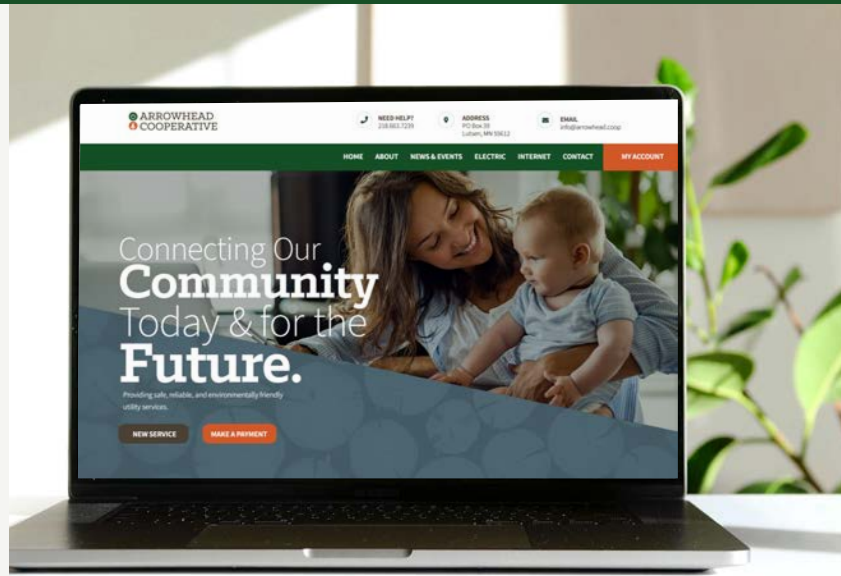 ARROWHEAD
COOPERATIVE
NEED HELP?
218.663.7239
ADDRESS
PO Box 39
Lutsen, MN 55612
EMAIL
info@arrowhead.coop
HOME ABOUT NEWS & EVENTS ELECTRIC INTERNET CONTACT MY ACCOUNT
Connecting Our
Community
Today & for the
Future.
Providing safe, reliable, and environmentally friendly
utility services.
NEW SERVICE MAKE A PAYMENT